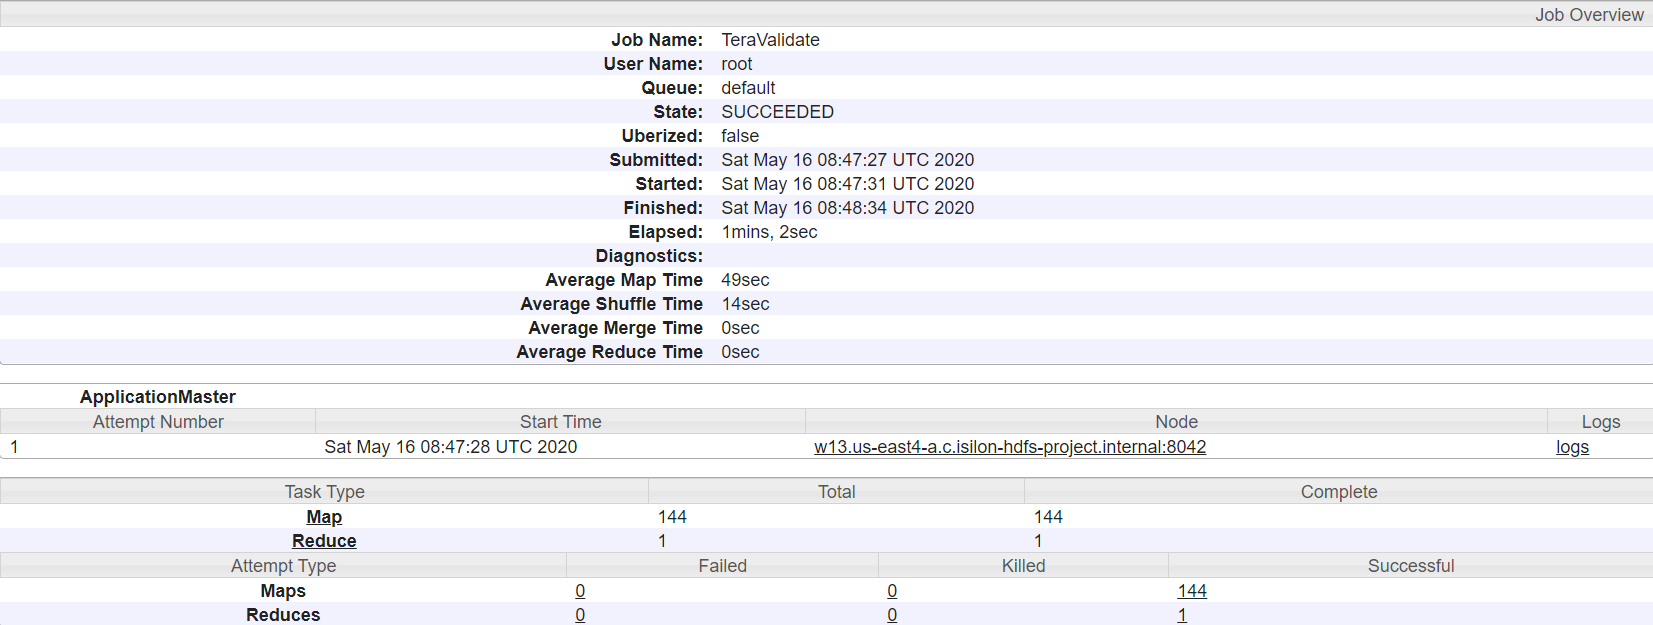 Job Overview
Job Name: TeraValidate
User Name: root
Queue: default
State: SUCCEEDED
Uberized: false
Submitted: Sat May 16 08:47:27 UTC 2020
Started: Sat May 16 08:47:31 UTC 2020
Finished: Sat May 16 08:48:34 UTC 2020
Elapsed: 1mins, 2sec
Diagnostics:
Average Map Time 49sec
Average Shuffle Time 14sec
Average Merge Time 0sec
Average Reduce Time 0sec
ApplicationMaster
Attempt Number Start Time Node Logs
1 Sat May 16 08:47:28 UTC 2020 w13.us-east4-a.c.isilon-hdfs-project.internal:8042 logs
Task Type Total Complete
Map 144 144
Reduce 1 1
Attempt Type Failed Killed Successful
Maps 0 0 144
Reduces 0 0 1